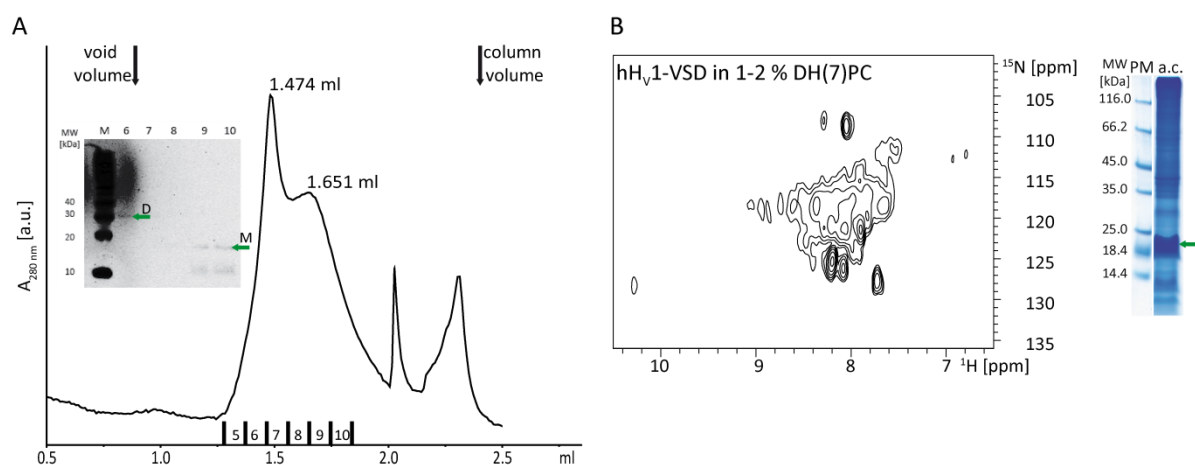 A
void
volume
column
volume
1.474 ml
1.651 ml
MW
[kDa]
M 6 7 8 9 10
40
30
20
10
D
M
A280 nm [a.u.]
5 6 7 8 9 10
0.5 1.0 1.5 2.0 2.5 ml
B
hHV1-VSD in 1-2 % DH(7)PC
15N [ppm]
105
110
115
120
125
130
135
10 9 8 7 1H [ppm]
MW PM a.c.
[kDa]
116.0
66.2
45.0
35.0
25.0
18.4
14.4